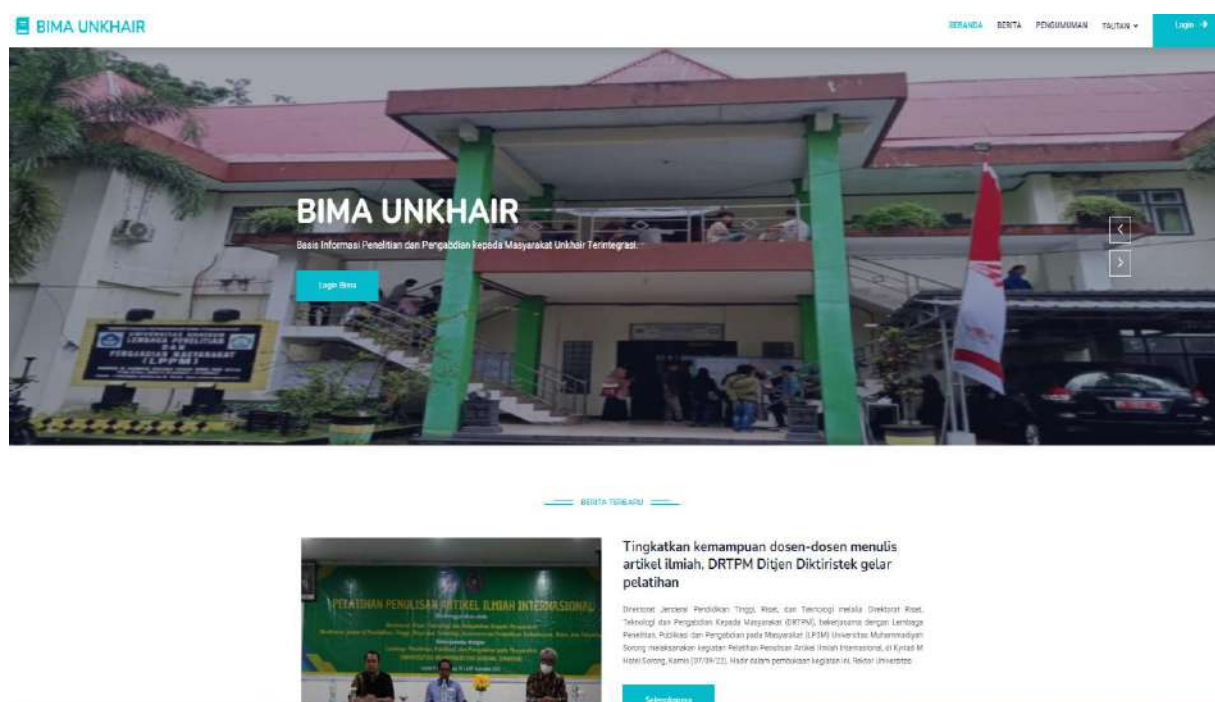 BIMA UNKHAIR
BERANDA BERITA PENGUMUMAN TAUTAN Login
BIMA UNKHAIR
Basis Informasi Penelitian dan Pengabdian kepada Masyarakat Unkhair Terintegrasi.
Login Bima
UNIVERSITAS KHAIRUN
LEMBAGA PENELITIAN
DAN
PENGABDIAN MASYARAKAT
(LPPM)
BERITA TERBARU
PELATIHAN PENULISAN ARTIKEL ILMIAH INTERNASIONAL
Tingkatkan kemampuan dosen-dosen menulis
artikel ilmiah, DRTPM Ditjen Diktiristek gelar
pelatihan
Direktorat Jenderal Pendidikan Tinggi, Riset, dan Teknologi melalui Direktorat Riset,
Teknologi dan Pengabdian Kepada Masyarakat (DRTPM), bekerjasama dengan Lembaga
Penelitian, Publikasi dan Pengabdian pada Masyarakat (LP3M) Universitas Muhammadiyah
Sorong melaksanakan kegiatan Pelatihan Penulisan Artikel Ilmiah Internasional, di Kyriad M
Hotel Sorong, Kamis (07/09/22). Hadir dalam pembukaan kegiatan ini, Rektor Universitas
Selengkapnya